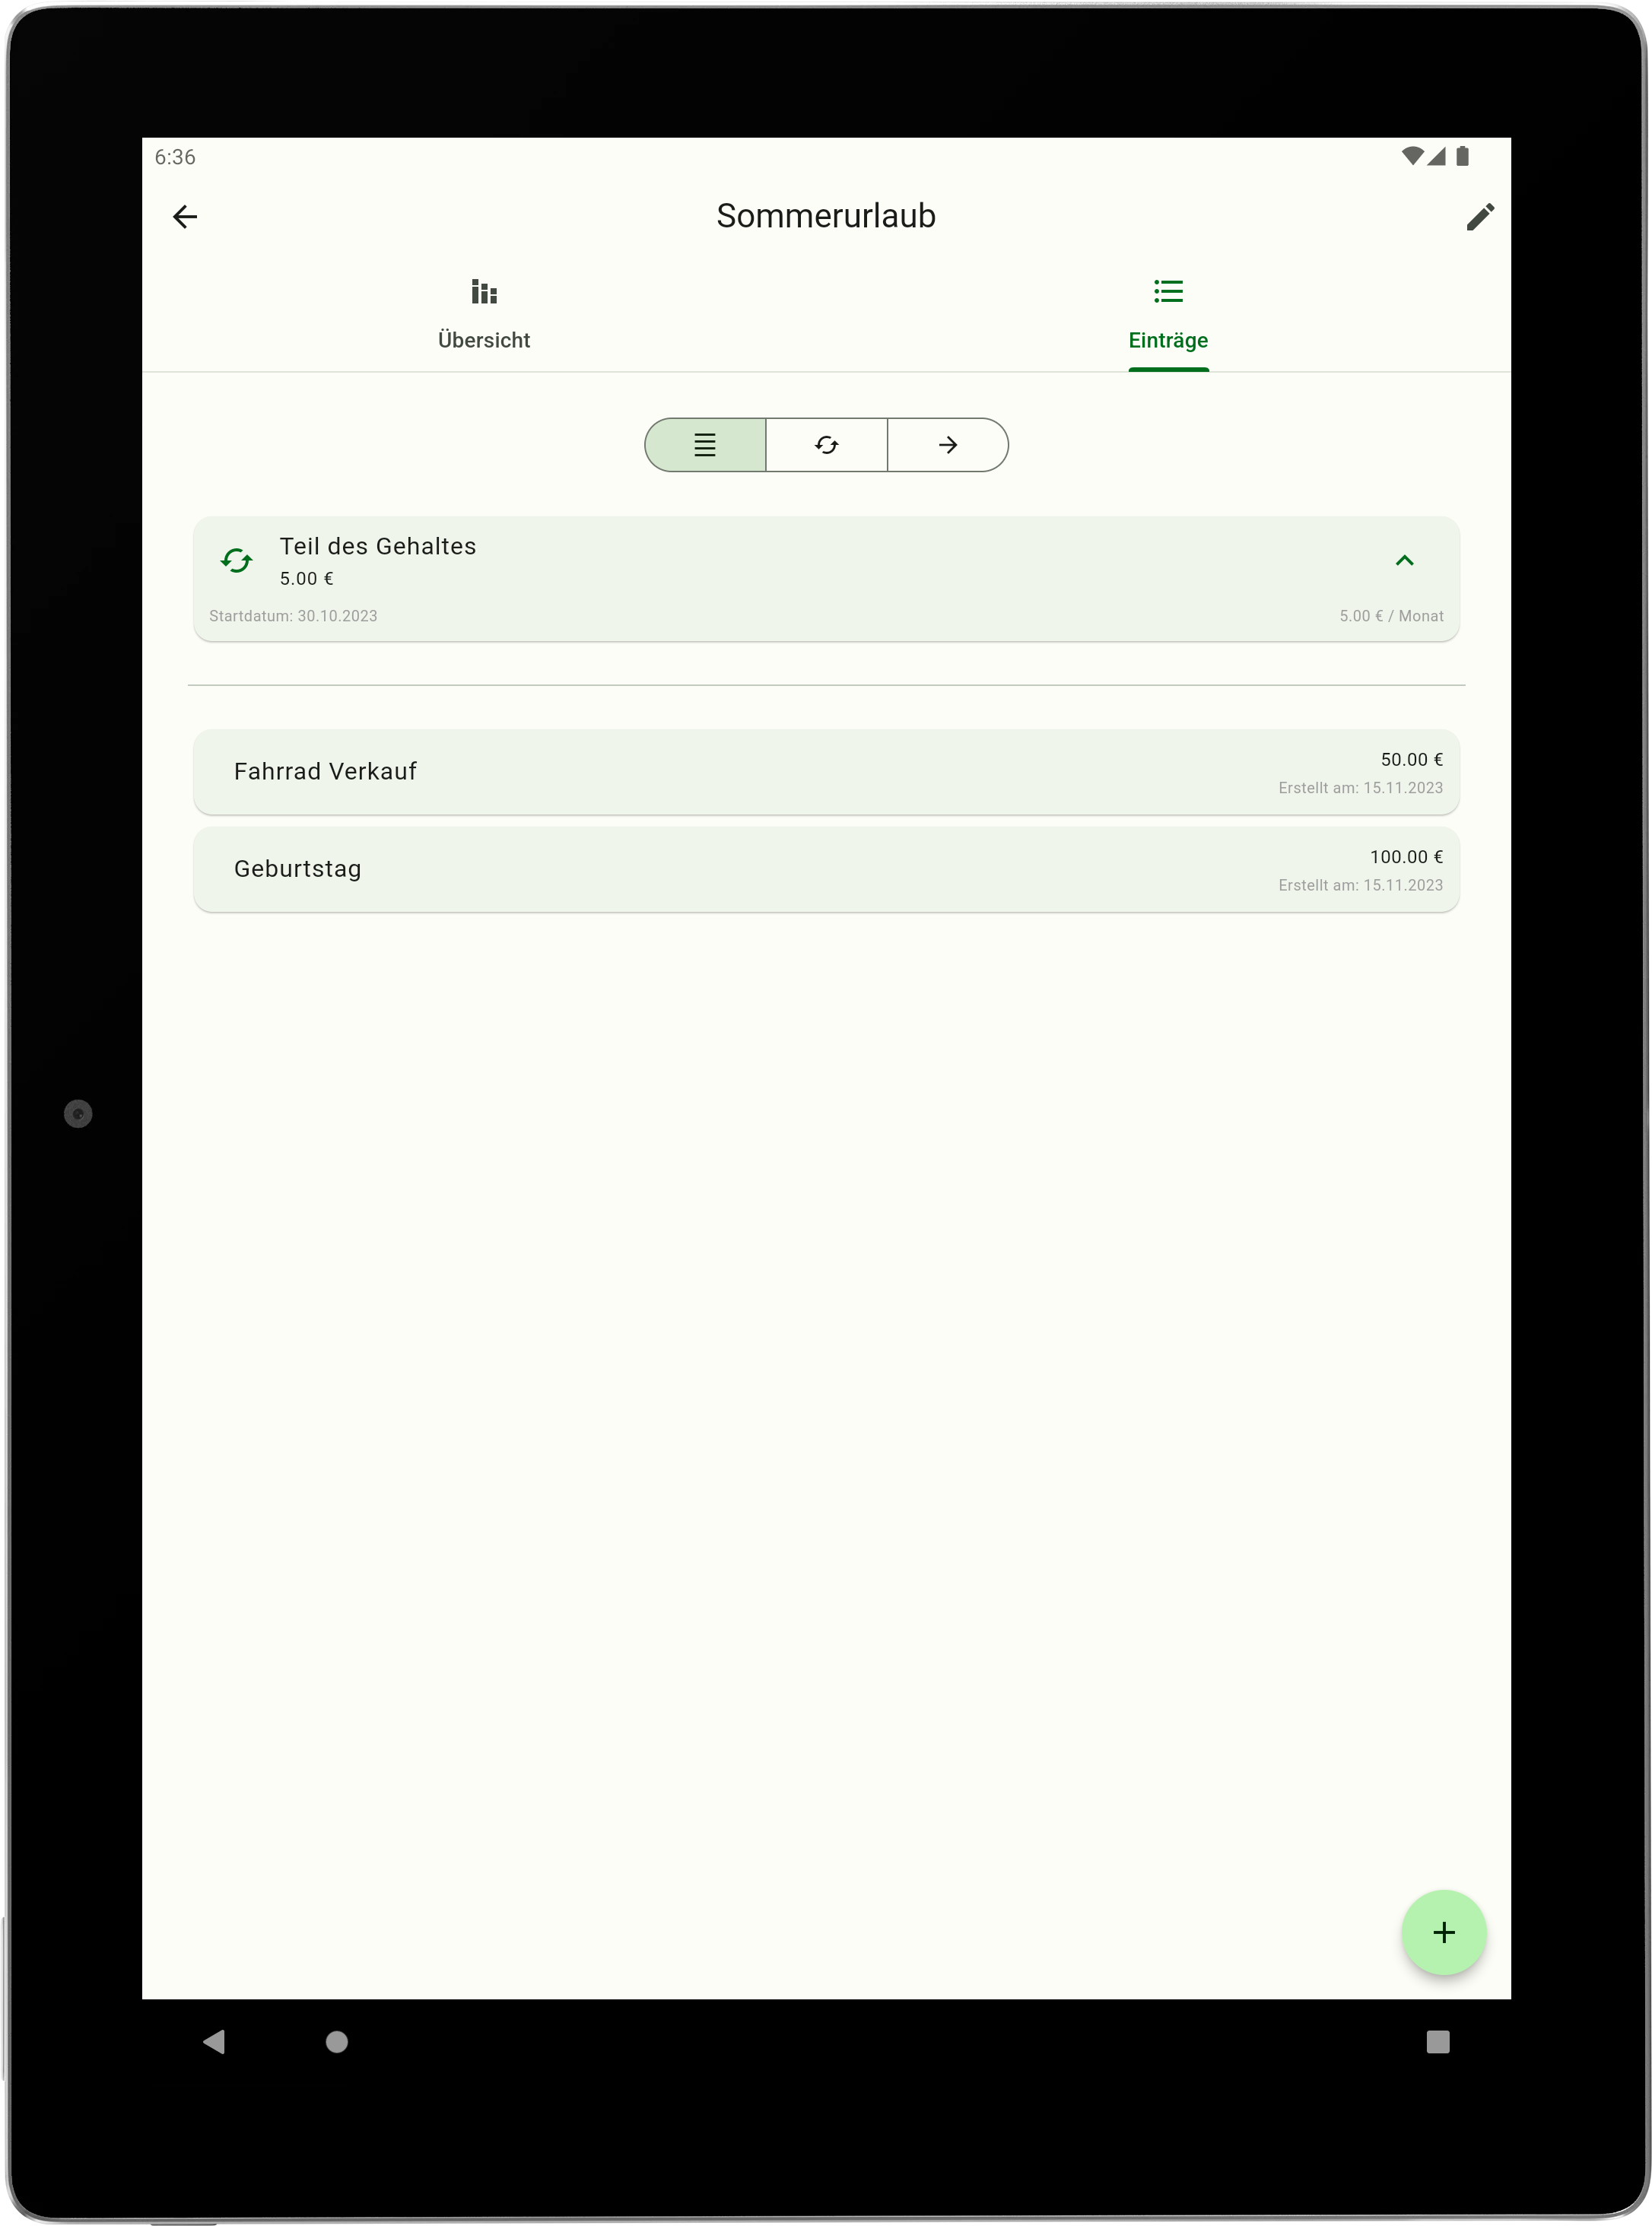 6:36
Sommerurlaub
Übersicht
Einträge
Teil des Gehaltes
5.00 €
Startdatum: 30.10.2023
5.00 € / Monat
Fahrrad Verkauf
50.00 €
Erstellt am: 15.11.2023
Geburtstag
100.00 €
Erstellt am: 15.11.2023